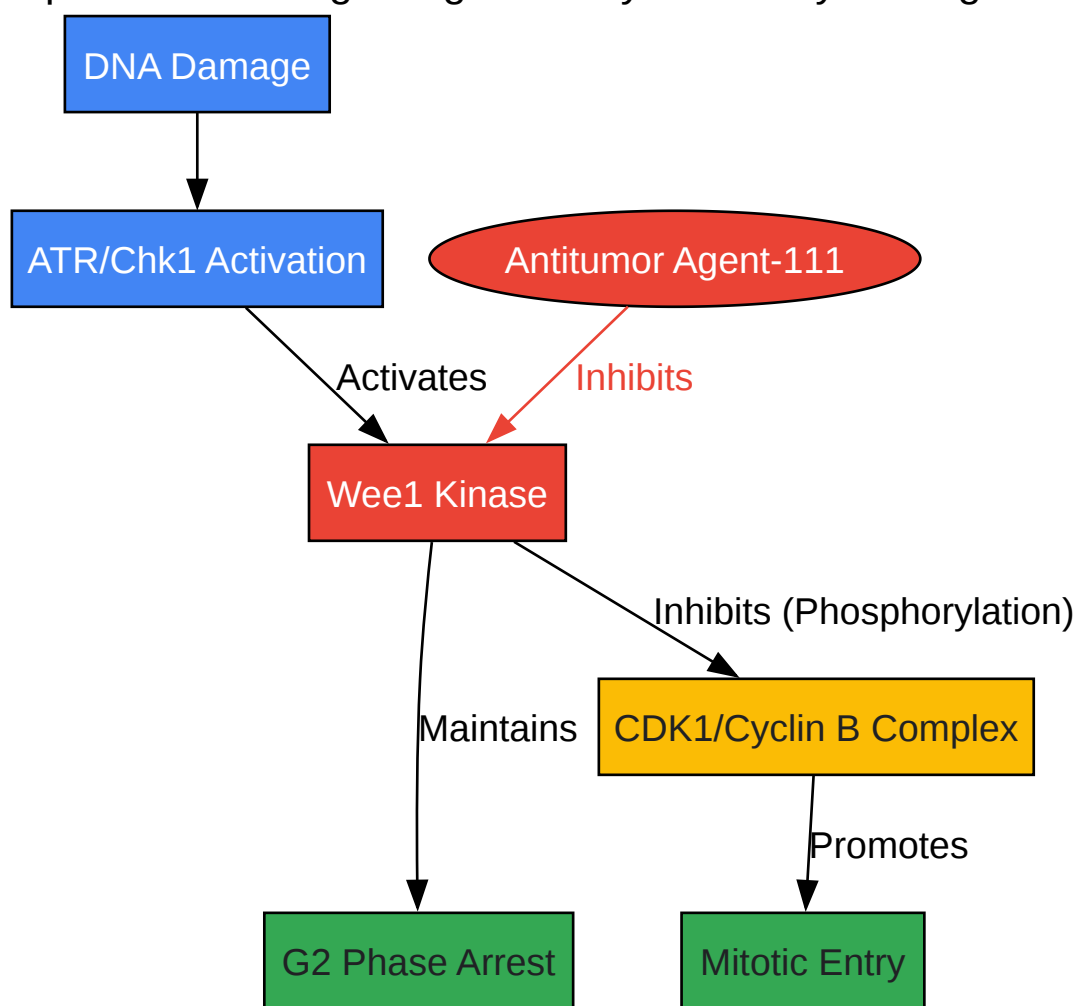 DNA Damage
ATR/Chk1 Activation
Antitumor Agent-111
Activates
Inhibits
Wee1 Kinase
Inhibits (Phosphorylation)
Maintains
CDK1/Cyclin B Complex
Promotes
G2 Phase Arrest
Mitotic Entry